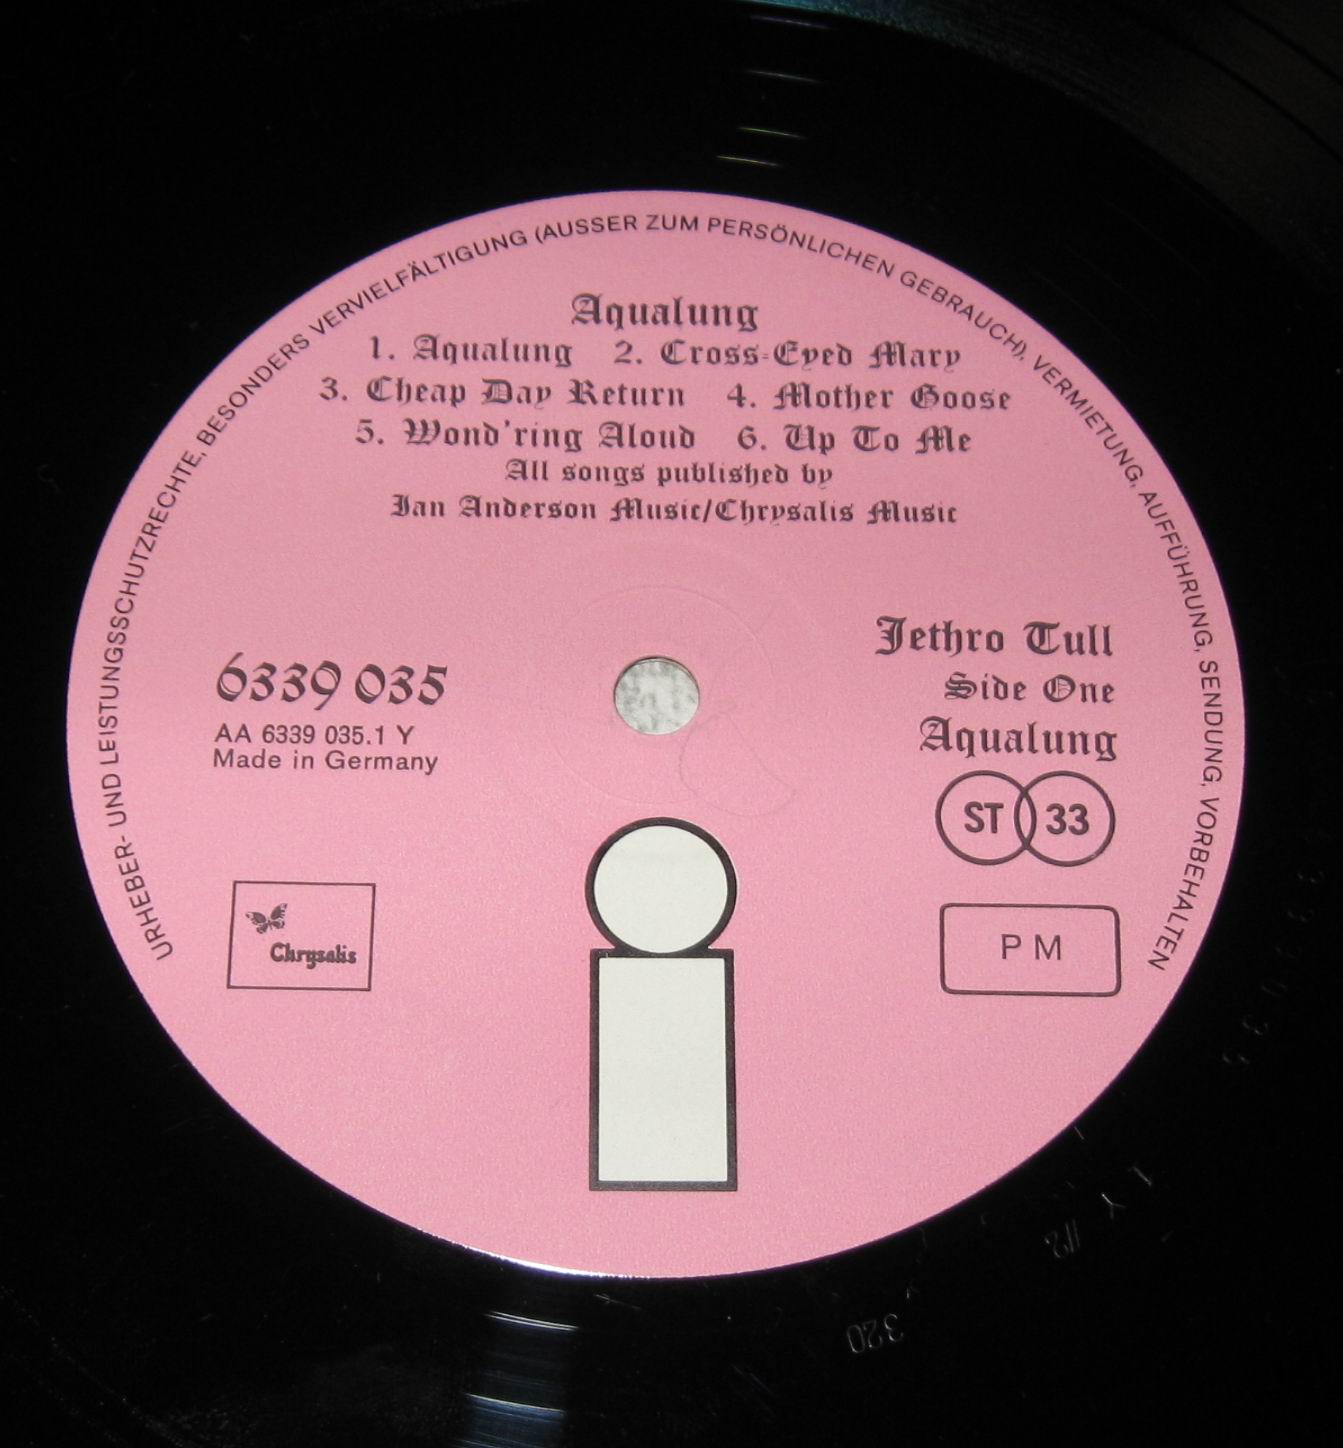 URHEBER- UND LEISTUNGSSCHUTZRECHTE, BESONDERS VERVIELFÄLTIGUNG (AUSSER ZUM PERSÖNLICHEN GEBRAUCH), VERMIETUNG, AUFFÜHRUNG, SENDUNG, VORBEHALTEN
Aqualung
1. Aqualung 2. Cross-Eyed Mary
3. Cheap Day Return 4. Mother Goose
5. Wond'ring Aloud 6. Up To Me
All songs published by
Ian Anderson Music/Chrysalis Music
6339 035
AA 6339 035.1 Y
Made in Germany
Jethro Tull
Side One
Aqualung
ST 33
Chrysalis
i
P M
320